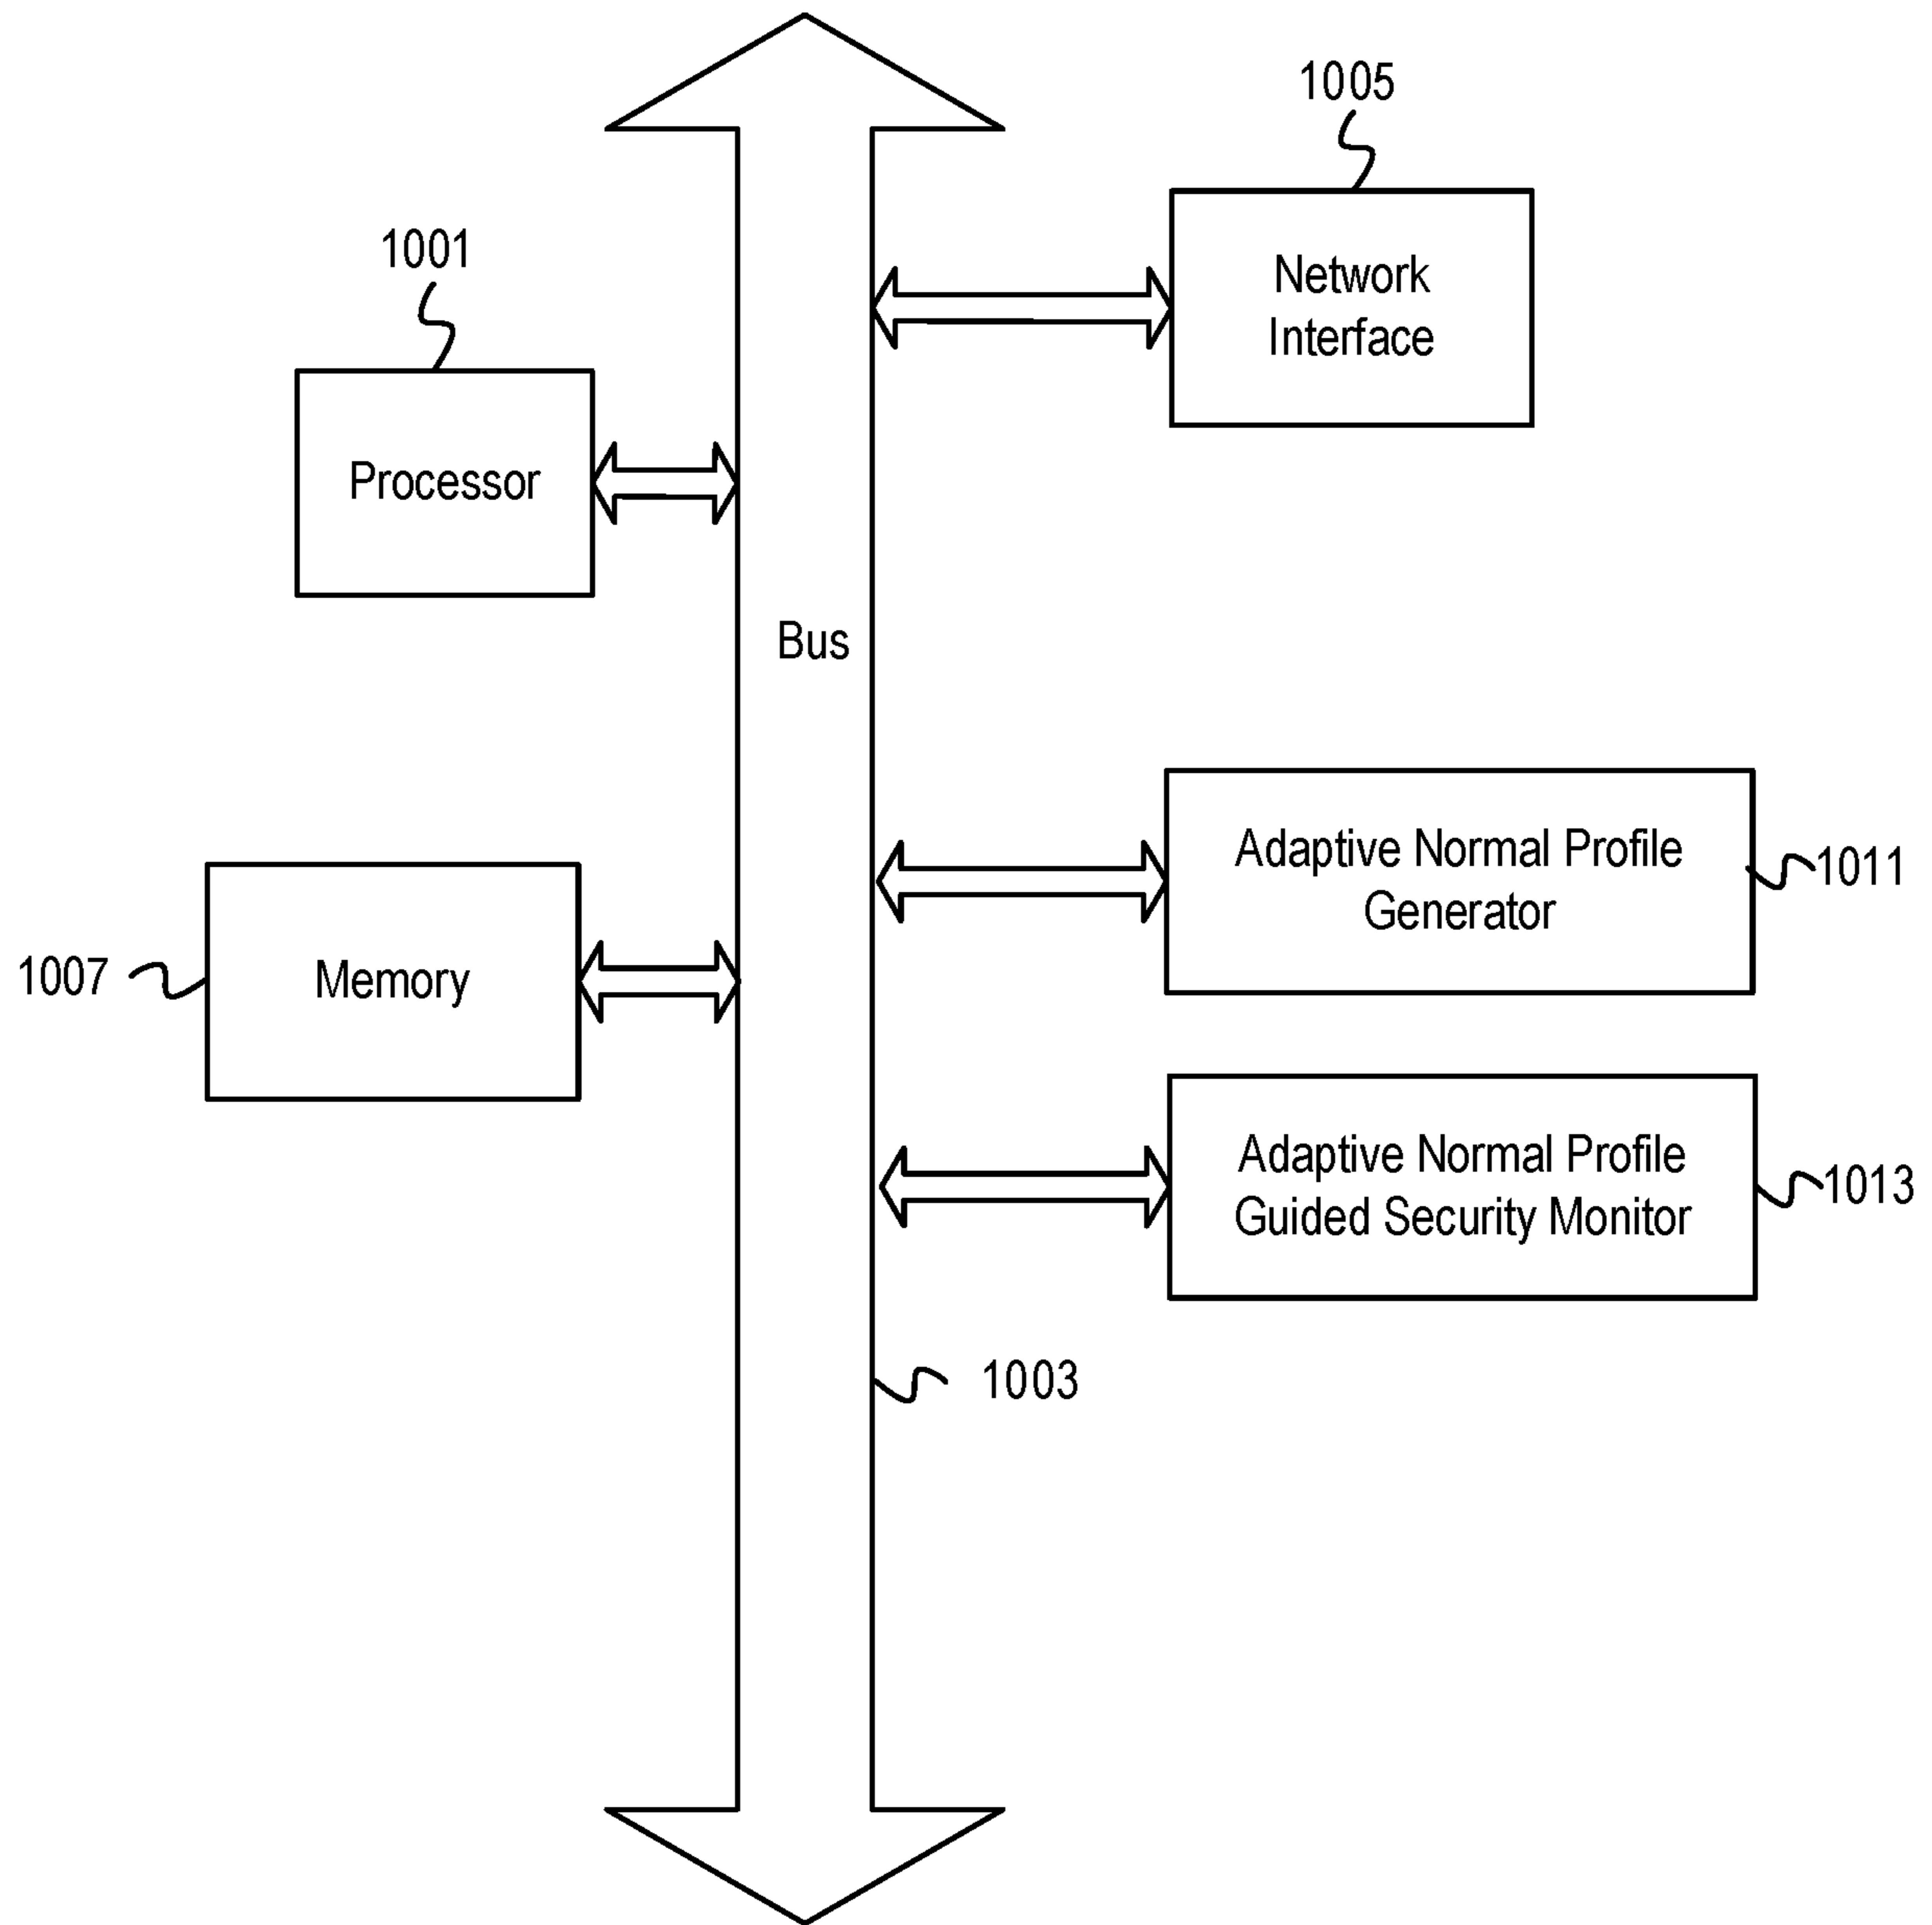 1005
1001
Network
Interface
Processor
Bus
Adaptive Normal Profile
Generator
1011
1007
Memory
Adaptive Normal Profile
Guided Security Monitor
1013
1003